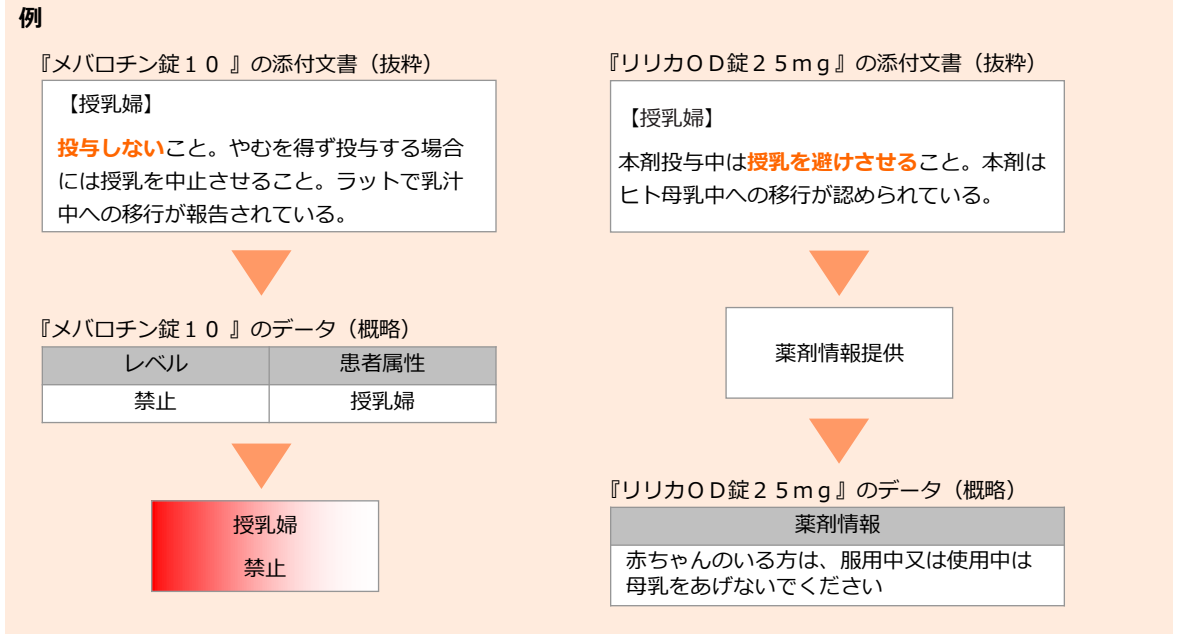 例
『メバロチン錠１０ 』の添付文書（抜粋）
【授乳婦】
投与しないこと。やむを得ず投与する場合
には授乳を中止させること。ラットで乳汁
中への移行が報告されている。
『メバロチン錠１０ 』のデータ（概略）
レベル 患者属性
禁止 授乳婦
授乳婦
禁止
『リリカＯＤ錠２５ｍｇ』の添付文書（抜粋）
【授乳婦】
本剤投与中は授乳を避けさせること。本剤は
ヒト母乳中への移行が認められている。
薬剤情報提供
『リリカＯＤ錠２５ｍｇ』のデータ（概略）
薬剤情報
赤ちゃんのいる方は、服用中又は使用中は
母乳をあげないでください